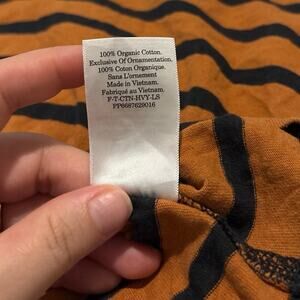 100% Organic Cotton.
Exclusive Of Ornamentation.
100% Coton Organique.
Sans L'ornement
Made in Vietnam.
Fabriqué au Vietnam
F-T-CTN-HVY-LS
PP6687629016